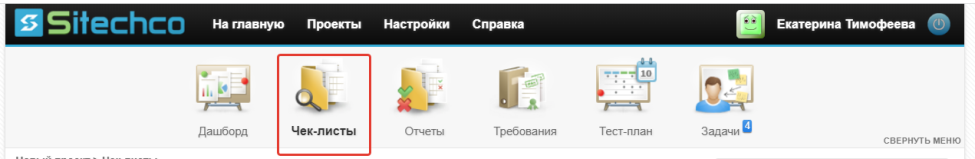 Sitechco На главную Проекты Настройки Справка Екатерина Тимофеева
10
Дашборд Чек-листы Отчеты Требования Тест-план Задачи 4
СВЕРНУТЬ МЕНЮ